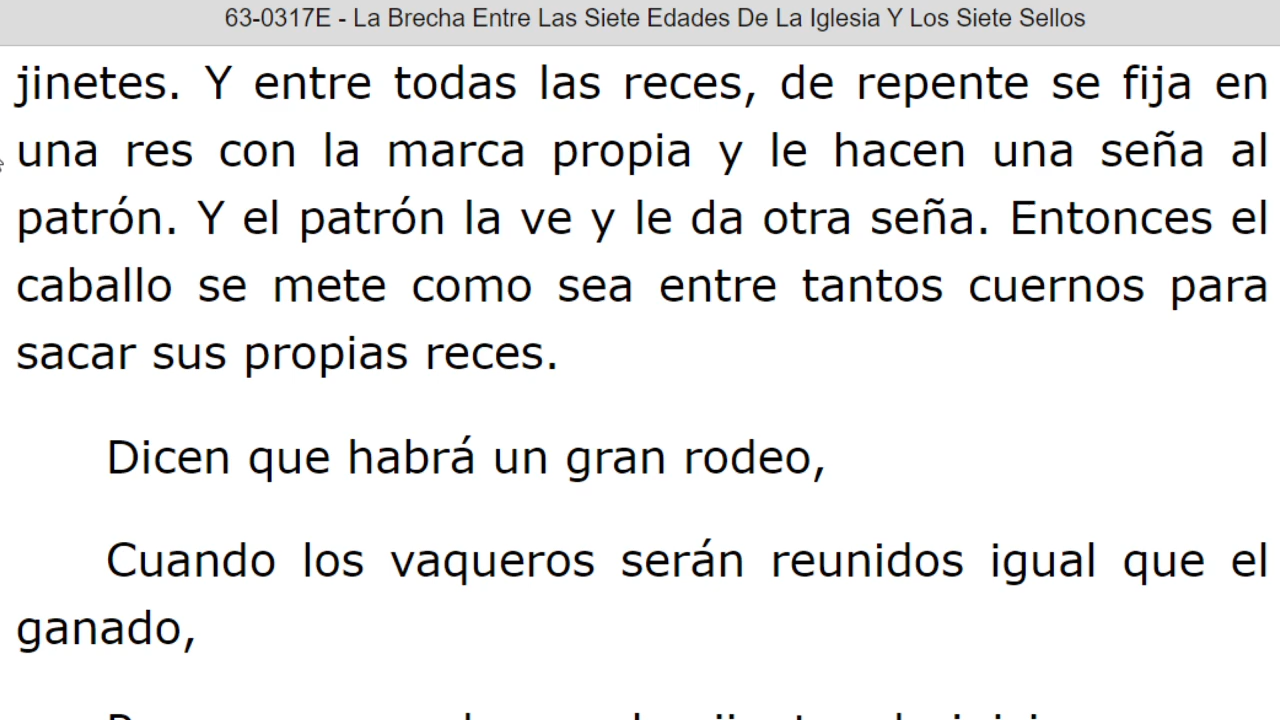 63-0317E - La Brecha Entre Las Siete Edades De La Iglesia Y Los Siete Sellos
jinetes. Y entre todas las reces, de repente se fija en
una res con la marca propia y le hacen una seña al
patrón. Y el patrón la ve y le da otra seña. Entonces el
caballo se mete como sea entre tantos cuernos para
sacar sus propias reces.
Dicen que habrá un gran rodeo,
Cuando los vaqueros serán reunidos igual que el
ganado,